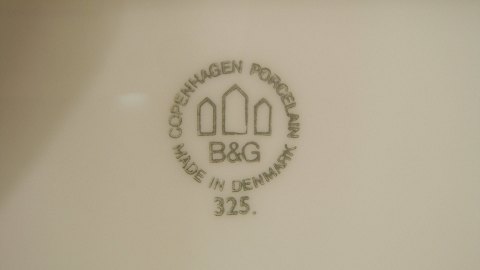 COPENHAGEN PORCELAIN
B&G
MADE IN DENMARK
325.